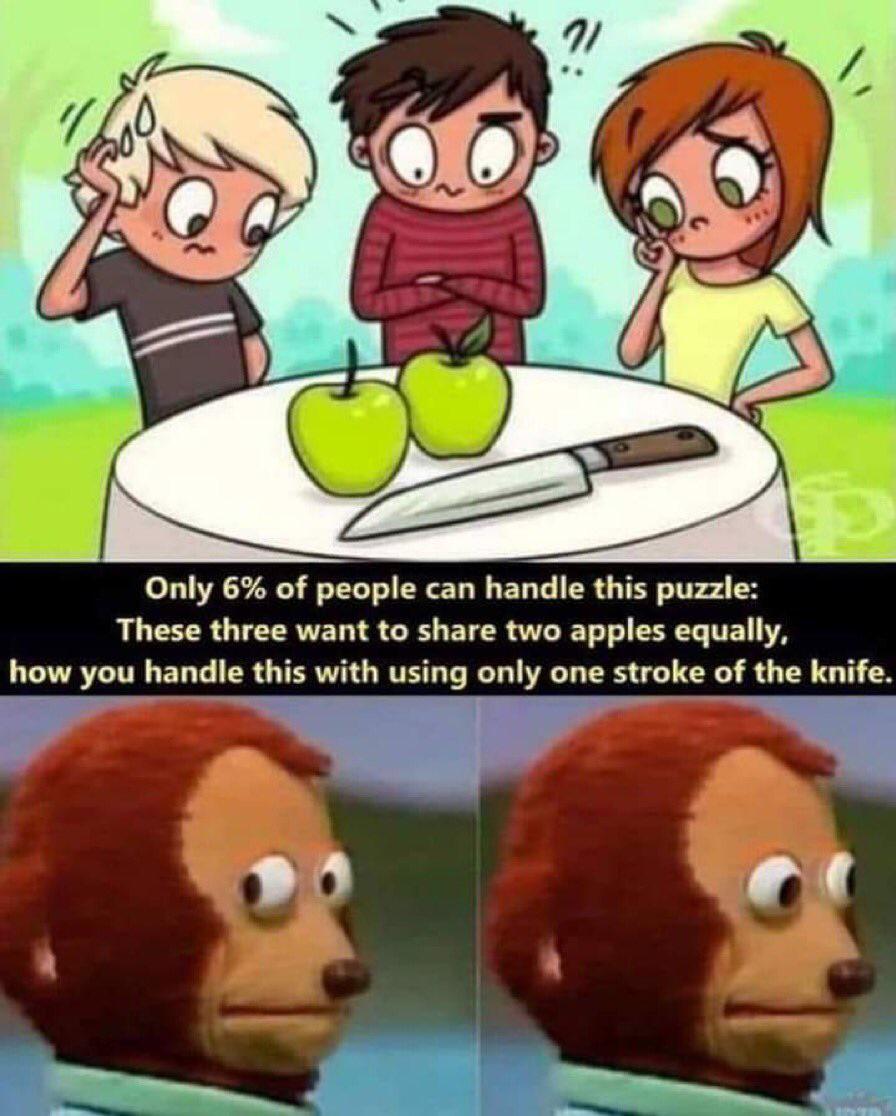 ?!
Only 6% of people can handle this puzzle:
These three want to share two apples equally,
how you handle this with using only one stroke of the knife.